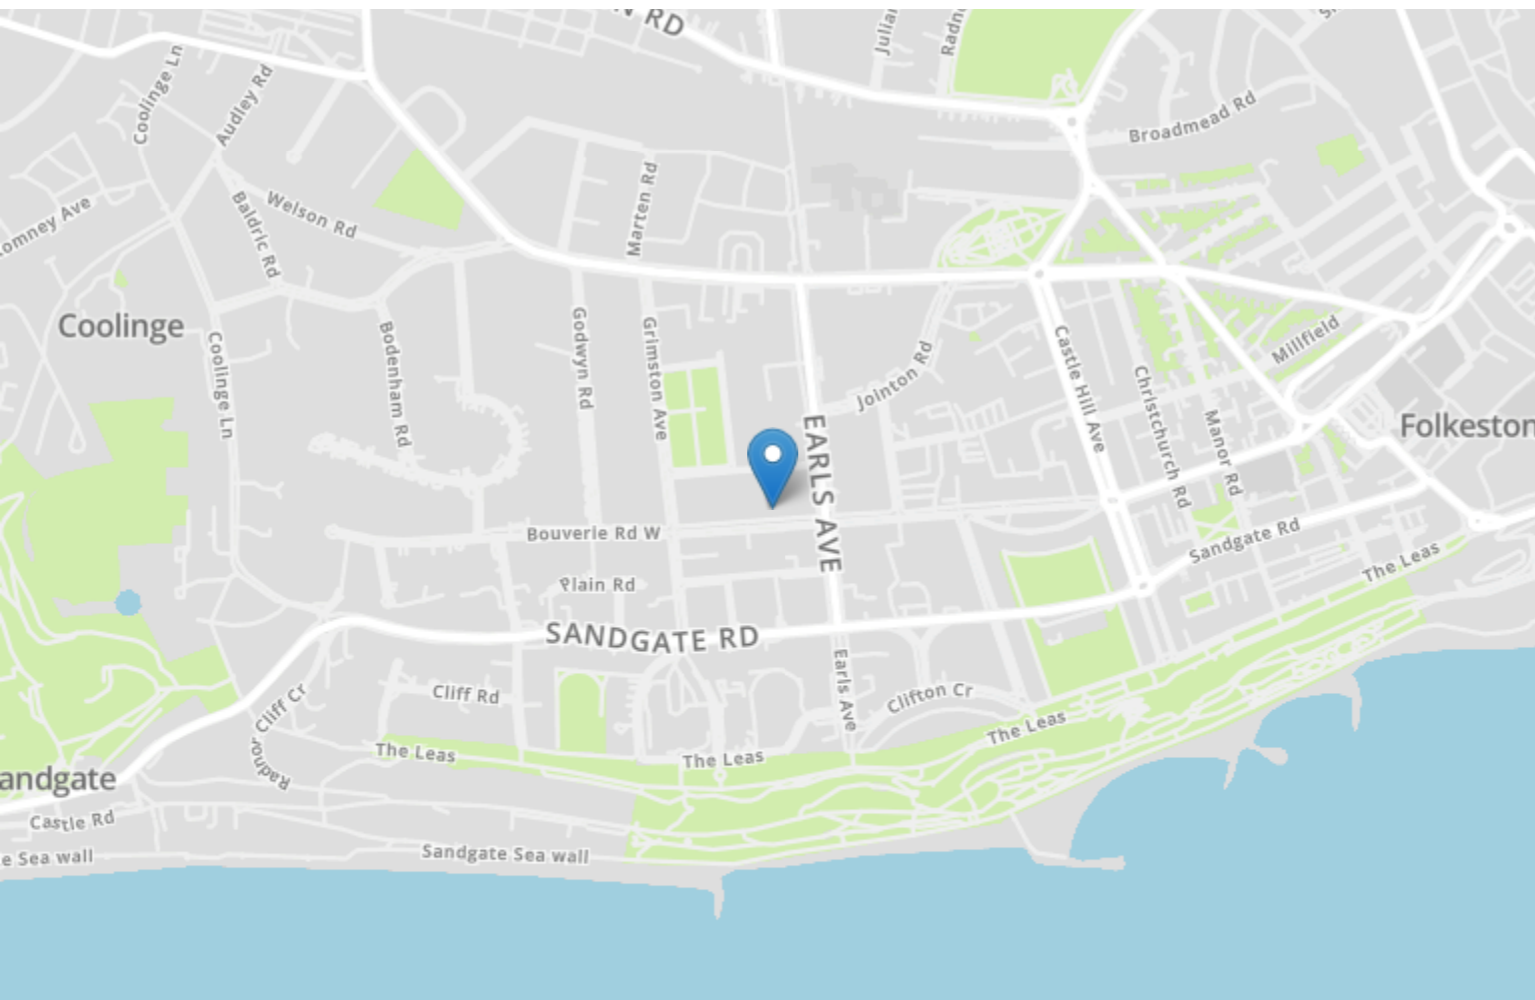 N RD
Julian
Radn
Coolinge Ln
Audley Rd
Broadmead Rd
Marten Rd
Welson Rd
Baldric Rd
omney Ave
Coolinge
Coolinge Ln
Bodenham Rd
Godwyn Rd
Grimston Ave
Jointon Rd
Castle Hill Ave
Christchurch Rd
Manor Rd
Millfield
Folkeston
EARLS AVE
Bouverie Rd W
Sandgate Rd
The Leas
Plain Rd
SANDGATE RD
Earls Ave
Cliff Rd
Clifton Cr
Radnor Cliff Cr
The Leas
The Leas
The Leas
andgate
Castle Rd
e Sea wall
Sandgate Sea wall